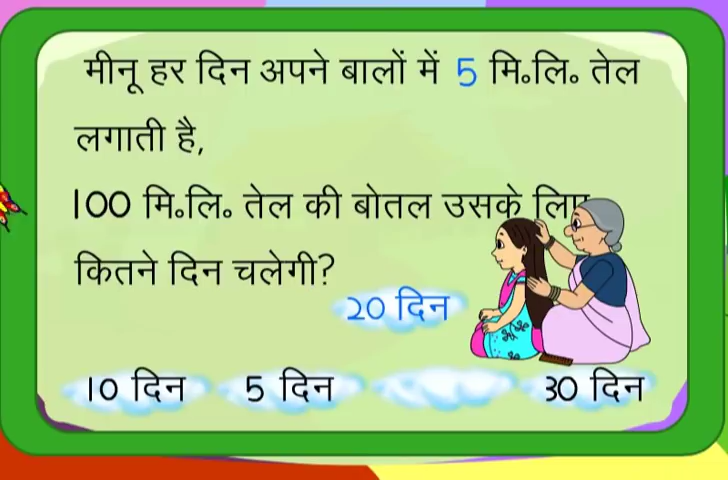 मीनू हर दिन अपने बालों में 5 मि.लि. तेल
लगाती है,
100 मि.लि. तेल की बोतल उसके लिए
कितने दिन चलेगी?
20 दिन
10 दिन 5 दिन 30 दिन